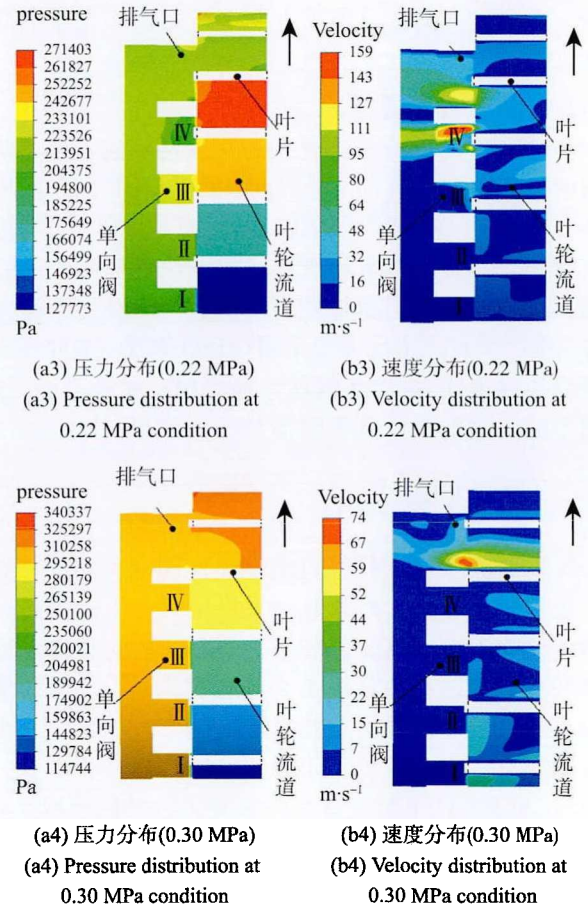 pressure
排气口
271403
261827
252252
242677
233101
223526
213951
204375
194800
185225
175649
166074
156499
146923
137348
127773
Pa
Ⅳ
Ⅲ
Ⅱ
Ⅰ
单向阀
叶片
叶轮流道
Velocity
排气口
159
143
127
111
95
80
64
48
32
16
0
m·s⁻¹
Ⅳ
Ⅲ
Ⅱ
Ⅰ
单向阀
叶片
叶轮流道
(a3) 压力分布(0.22 MPa)
(a3) Pressure distribution at
0.22 MPa condition
(b3) 速度分布(0.22 MPa)
(b3) Velocity distribution at
0.22 MPa condition
pressure
排气口
340337
325297
310258
295218
280179
265139
250100
235060
220021
204981
189942
174902
159863
144823
129784
114744
Pa
Ⅳ
Ⅲ
Ⅱ
Ⅰ
单向阀
叶片
叶轮流道
Velocity
排气口
74
67
59
52
44
37
30
22
15
7
0
m·s⁻¹
Ⅳ
Ⅲ
Ⅱ
Ⅰ
单向阀
叶片
叶轮流道
(a4) 压力分布(0.30 MPa)
(a4) Pressure distribution at
0.30 MPa condition
(b4) 速度分布(0.30 MPa)
(b4) Velocity distribution at
0.30 MPa condition